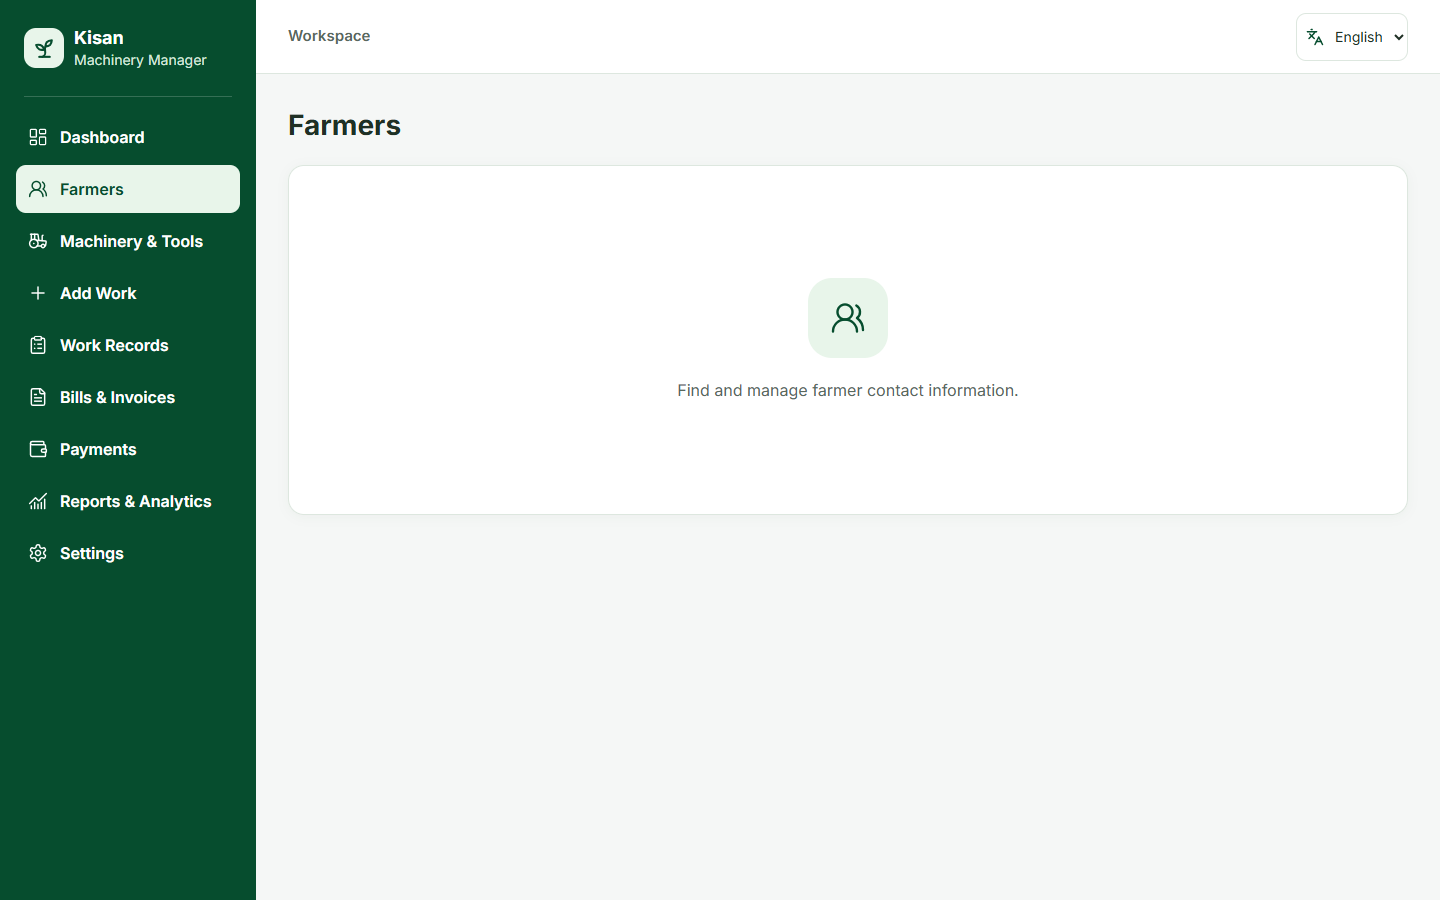 Kisan
Machinery Manager
Dashboard
Farmers
Machinery & Tools
Add Work
Work Records
Bills & Invoices
Payments
Reports & Analytics
Settings
Workspace
English
Farmers
Find and manage farmer contact information.